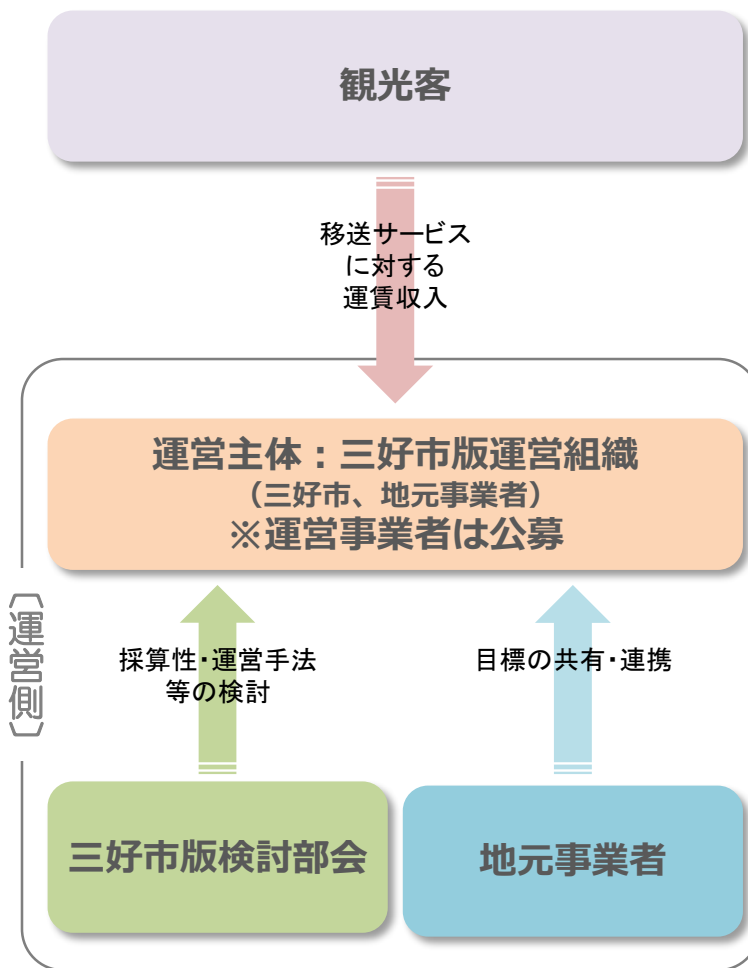 観光客
移送サービス
に対する
運賃収入
運営主体：三好市版運営組織
（三好市、地元事業者）
※運営事業者は公募
〔運営側〕
採算性・運営手法
等の検討
目標の共有・連携
三好市版検討部会
地元事業者